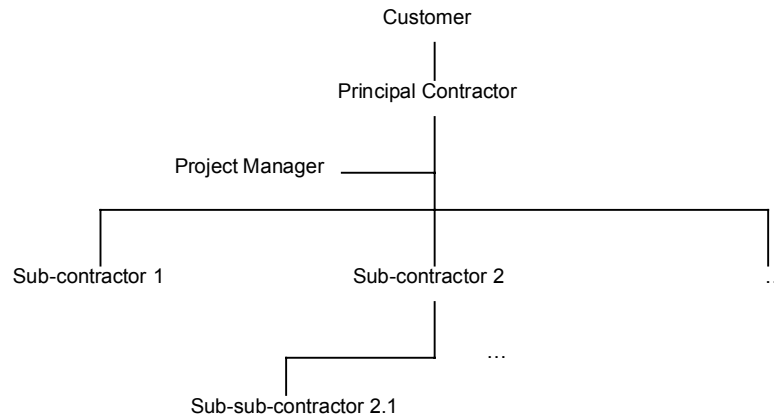 Customer
Principal Contractor
Project Manager
Sub-contractor 1
Sub-contractor 2
..
...
Sub-sub-contractor 2.1